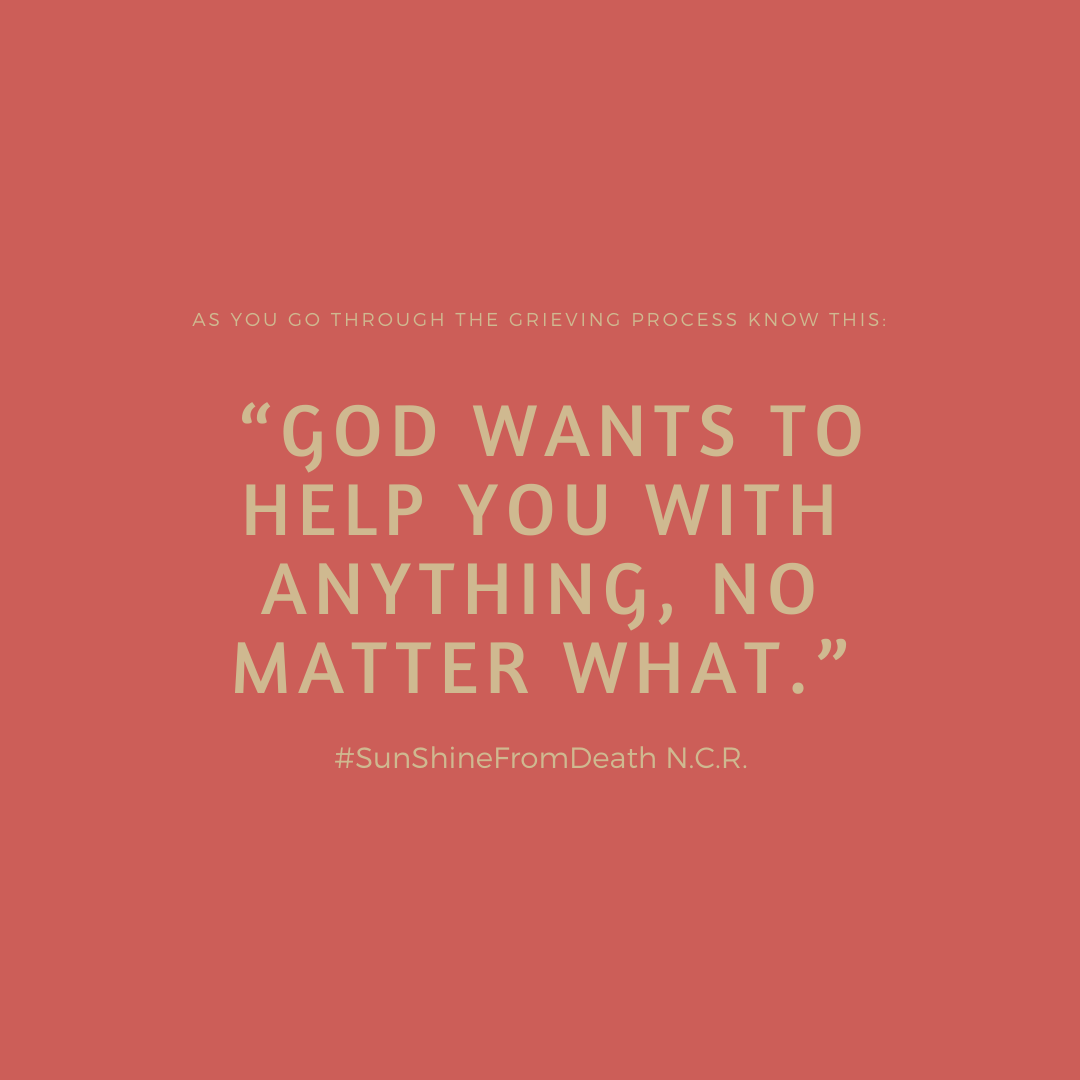 AS YOU GO THROUGH THE GRIEVING PROCESS KNOW THIS:
“GOD WANTS TO
HELP YOU WITH
ANYTHING, NO
MATTER WHAT.”
#SunShineFromDeath N.C.R.